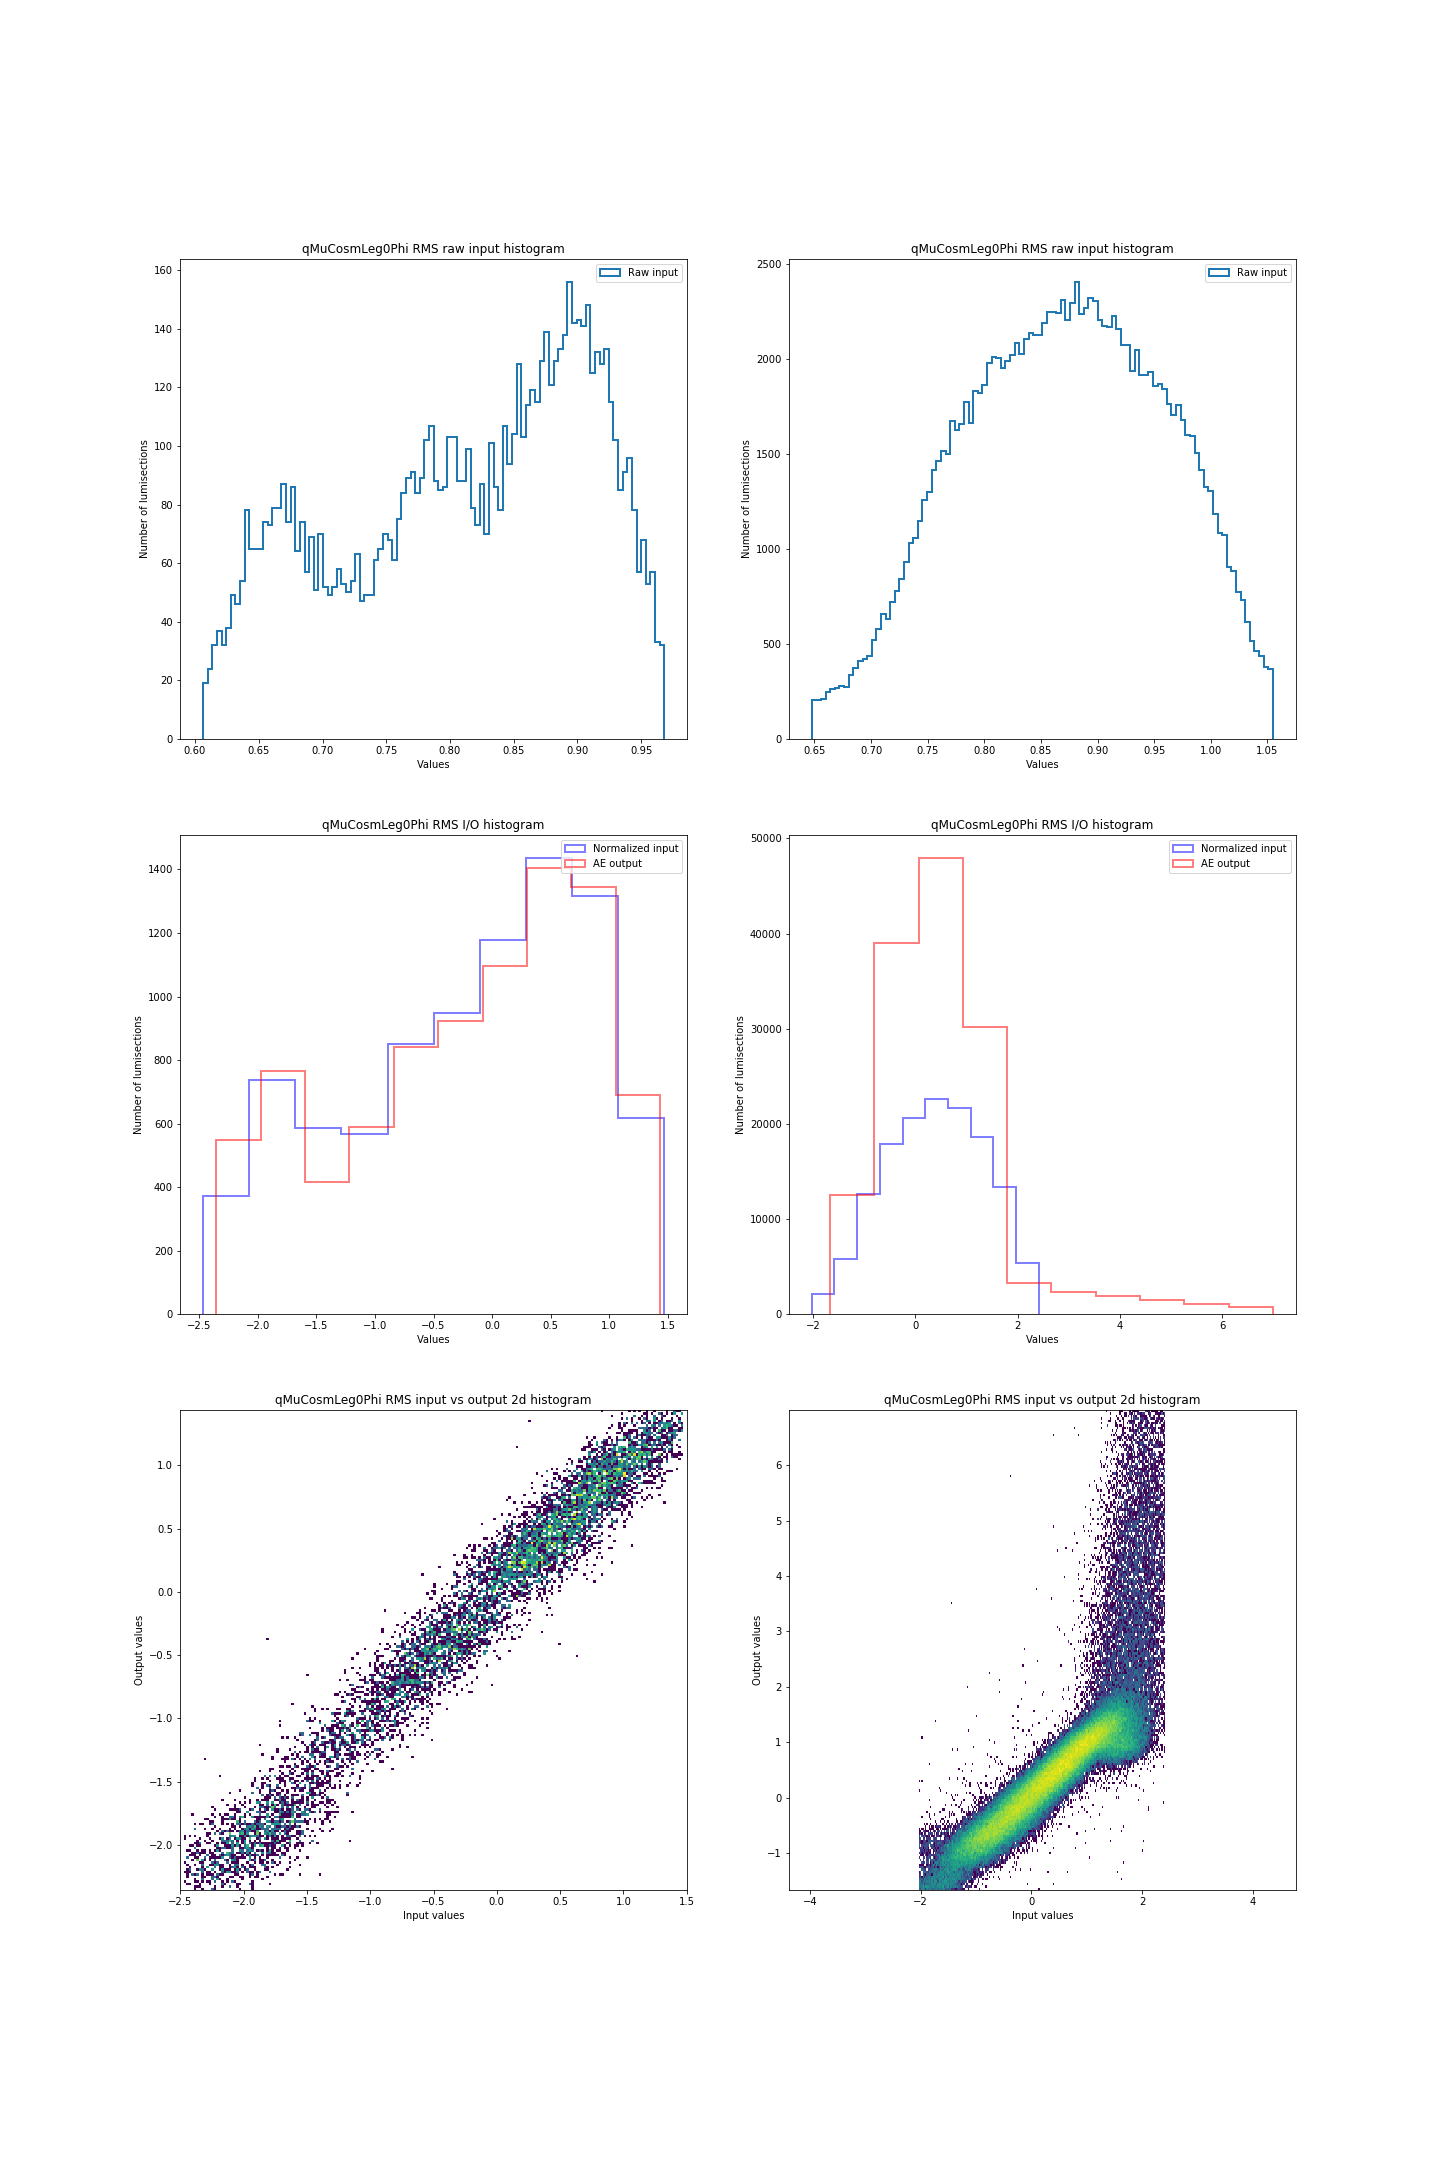 qMuCosmLeg0Phi RMS raw input histogram
Raw input
Number of lumisections
160
140
120
100
80
60
40
20
0
0.60 0.65 0.70 0.75 0.80 0.85 0.90 0.95
Values
qMuCosmLeg0Phi RMS raw input histogram
Raw input
Number of lumisections
2500
2000
1500
1000
500
0
0.65 0.70 0.75 0.80 0.85 0.90 0.95 1.00 1.05
Values
qMuCosmLeg0Phi RMS I/O histogram
Normalized input
AE output
Number of lumisections
1400
1200
1000
800
600
400
200
0
−2.5 −2.0 −1.5 −1.0 −0.5 0.0 0.5 1.0 1.5
Values
qMuCosmLeg0Phi RMS I/O histogram
Normalized input
AE output
Number of lumisections
50000
40000
30000
20000
10000
0
−2 0 2 4 6
Values
qMuCosmLeg0Phi RMS input vs output 2d histogram
Output values
1.0
0.5
0.0
−0.5
−1.0
−1.5
−2.0
−2.5 −2.0 −1.5 −1.0 −0.5 0.0 0.5 1.0 1.5
Input values
qMuCosmLeg0Phi RMS input vs output 2d histogram
Output values
6
5
4
3
2
1
0
−1
−4 −2 0 2 4
Input values